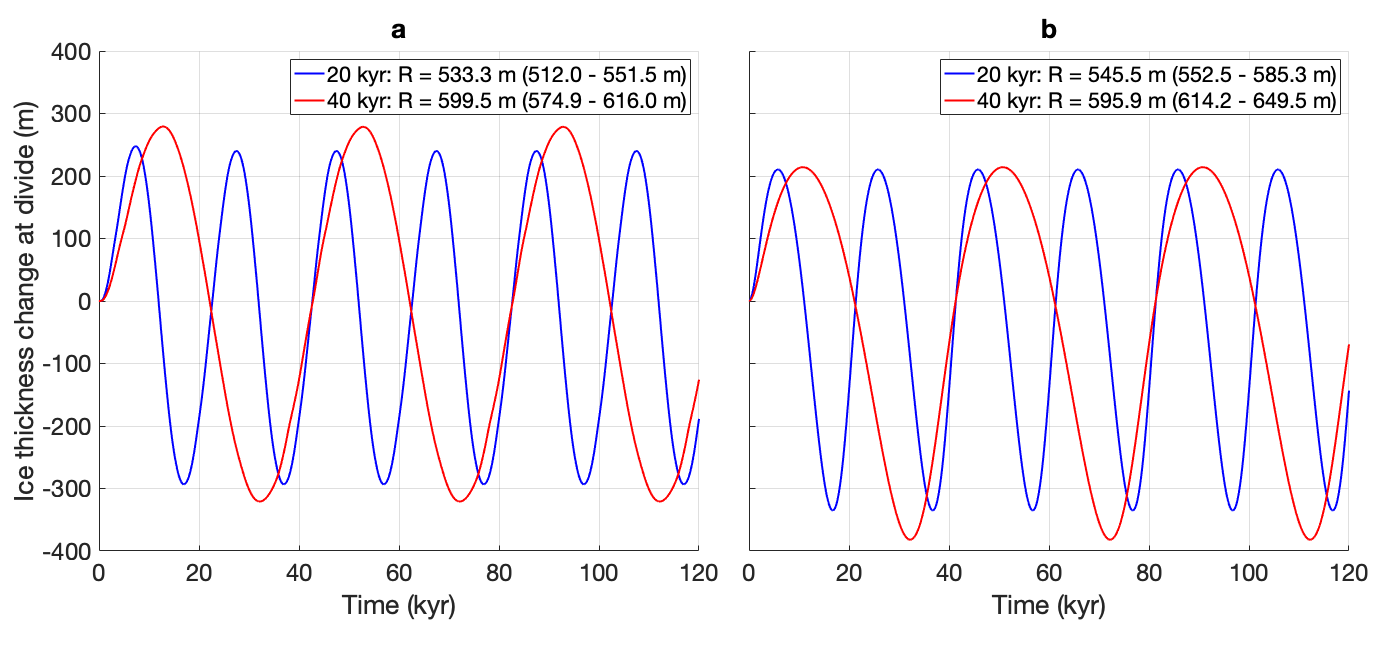 a
b
20 kyr: R = 533.3 m (512.0 - 551.5 m)
40 kyr: R = 599.5 m (574.9 - 616.0 m)
20 kyr: R = 545.5 m (552.5 - 585.3 m)
40 kyr: R = 595.9 m (614.2 - 649.5 m)
Ice thickness change at divide (m)
400
300
200
100
0
-100
-200
-300
-400
0 20 40 60 80 100 120
0 20 40 60 80 100 120
Time (kyr)
Time (kyr)